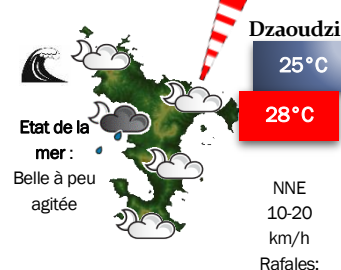 Dzaoudzi
25°C
28°C
Etat de la
mer :
Belle à peu
agitée
NNE
10-20
km/h
Rafales: